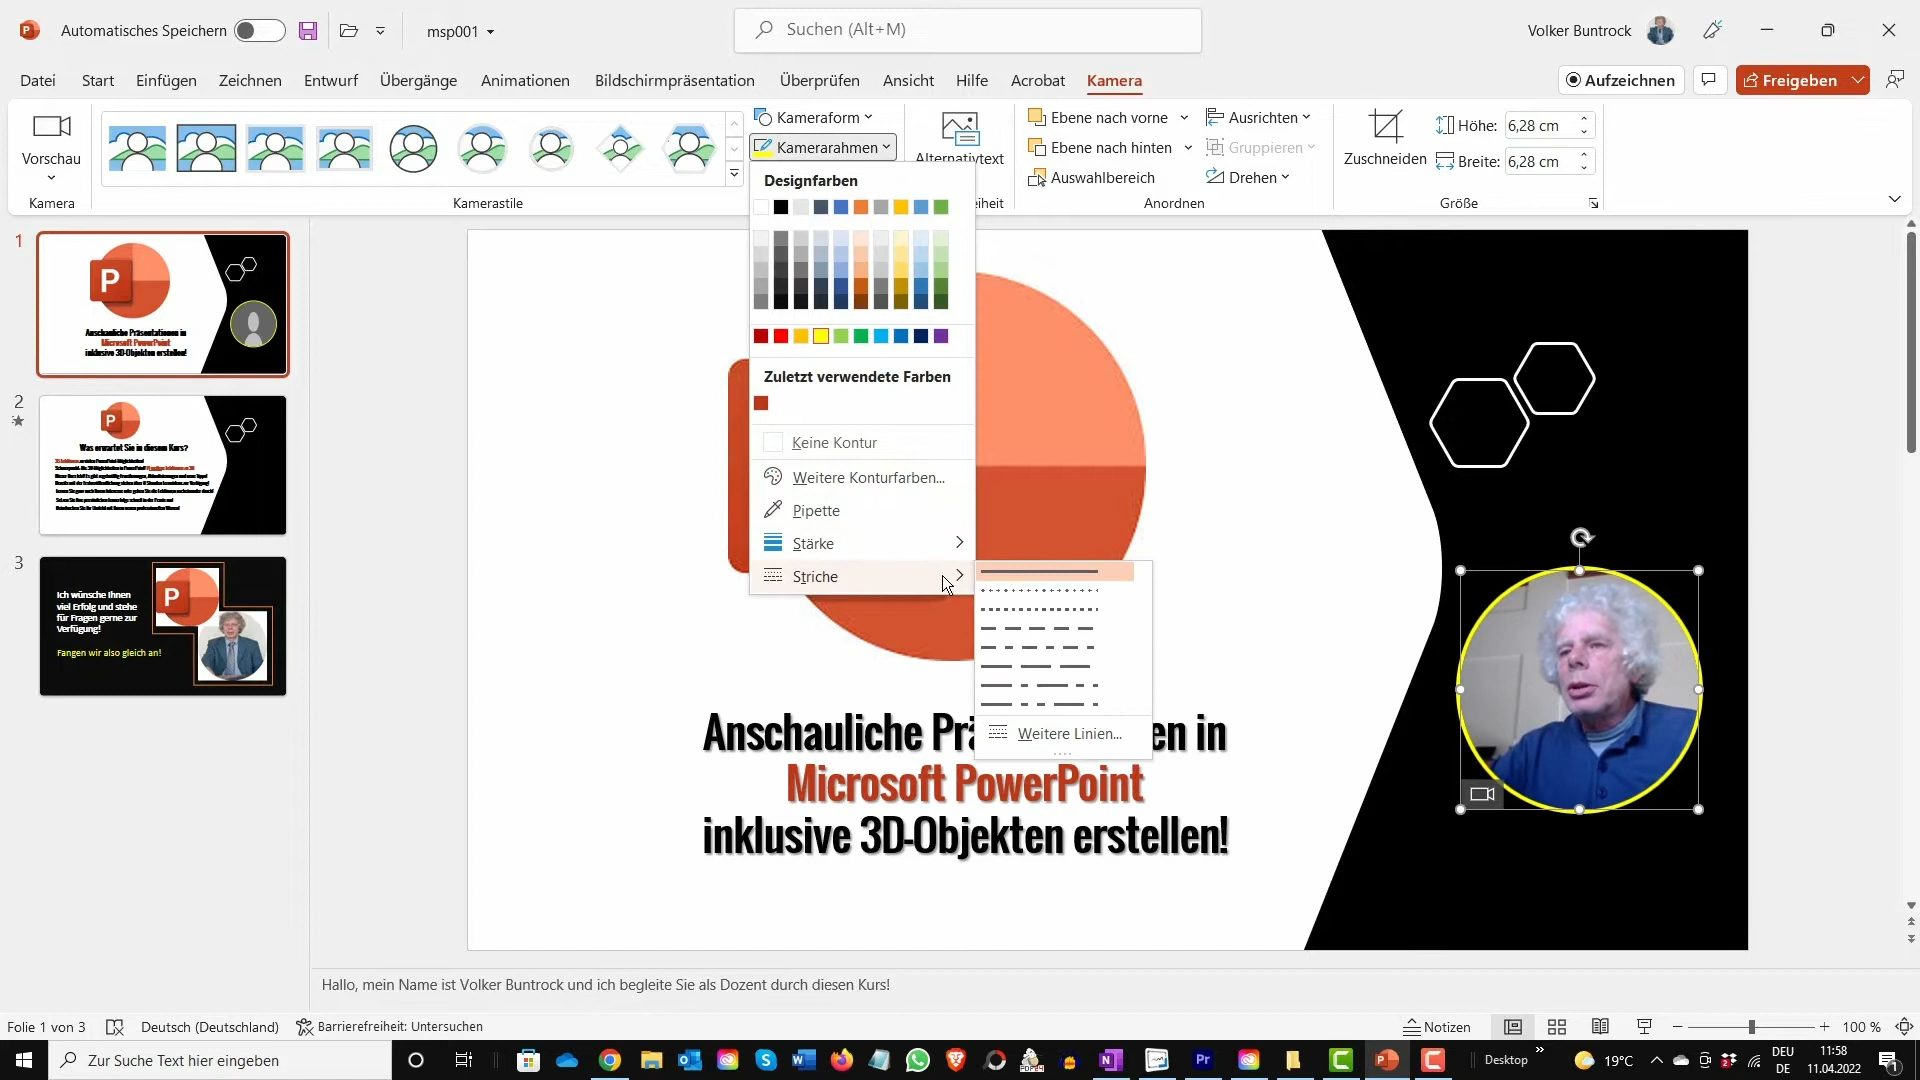 Automatisches Speichern
msp001
Suchen (Alt+M)
Volker Buntrock
Datei
Start
Einfügen
Zeichnen
Entwurf
Übergänge
Animationen
Bildschirmpräsentation
Überprüfen
Ansicht
Hilfe
Acrobat
Kamera
Aufzeichnen
Freigeben
Vorschau
Kamera
Kamerastile
Kameraform
Kamerarahmen
Alternativtext
eiheit
Ebene nach vorne
Ebene nach hinten
Auswahlbereich
Ausrichten
Gruppieren
Drehen
Anordnen
Zuschneiden
Höhe:
6,28 cm
Breite:
6,28 cm
Größe
Designfarben
Zuletzt verwendete Farben
Keine Kontur
Weitere Konturfarben...
Pipette
Stärke
Striche
Weitere Linien...
1
P
Anschauliche Präsentationen in
Microsoft PowerPoint
inklusive 3D-Objekten erstellen!
2
P
Was erwartet Sie in diesem Kurs?
3
P
Ich wünsche Ihnen
viel Erfolg und stehe
für Fragen gerne zur
Verfügung!
Fangen wir also gleich an!
Anschauliche Prä
en in
Microsoft PowerPoint
inklusive 3D-Objekten erstellen!
Hallo, mein Name ist Volker Buntrock und ich begleite Sie als Dozent durch diesen Kurs!
Folie 1 von 3
Deutsch (Deutschland)
Barrierefreiheit: Untersuchen
Notizen
100 %
Zur Suche Text hier eingeben
Desktop
19°C
DEU
DE
11:58
11.04.2022
1